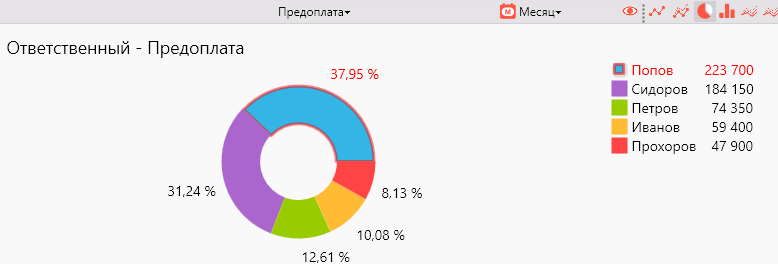 Предоплата
Месяц
Ответственный - Предоплата
37,95 %
31,24 %
8,13 %
10,08 %
12,61 %
Попов 223 700
Сидоров 184 150
Петров 74 350
Иванов 59 400
Прохоров 47 900